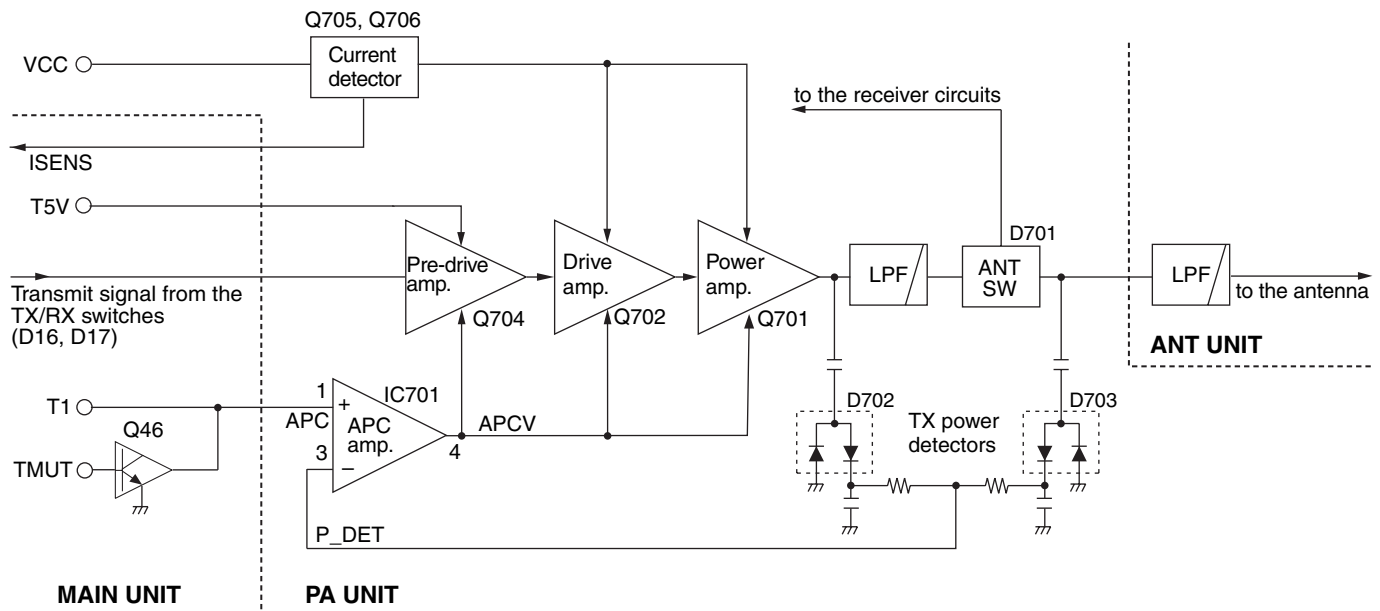 Q705, Q706
VCC
Current
detector
to the receiver circuits
ISENS
T5V
Pre-drive
amp.
Q704
Drive
amp.
Q702
Power
amp.
Q701
LPF
D701
ANT
SW
LPF
to the antenna
Transmit signal from the
TX/RX switches
(D16, D17)
ANT UNIT
T1
APC
1
+
IC701
APC
amp.
3
−
4
APCV
Q46
TMUT
D702
TX power
detectors
D703
P_DET
MAIN UNIT
PA UNIT